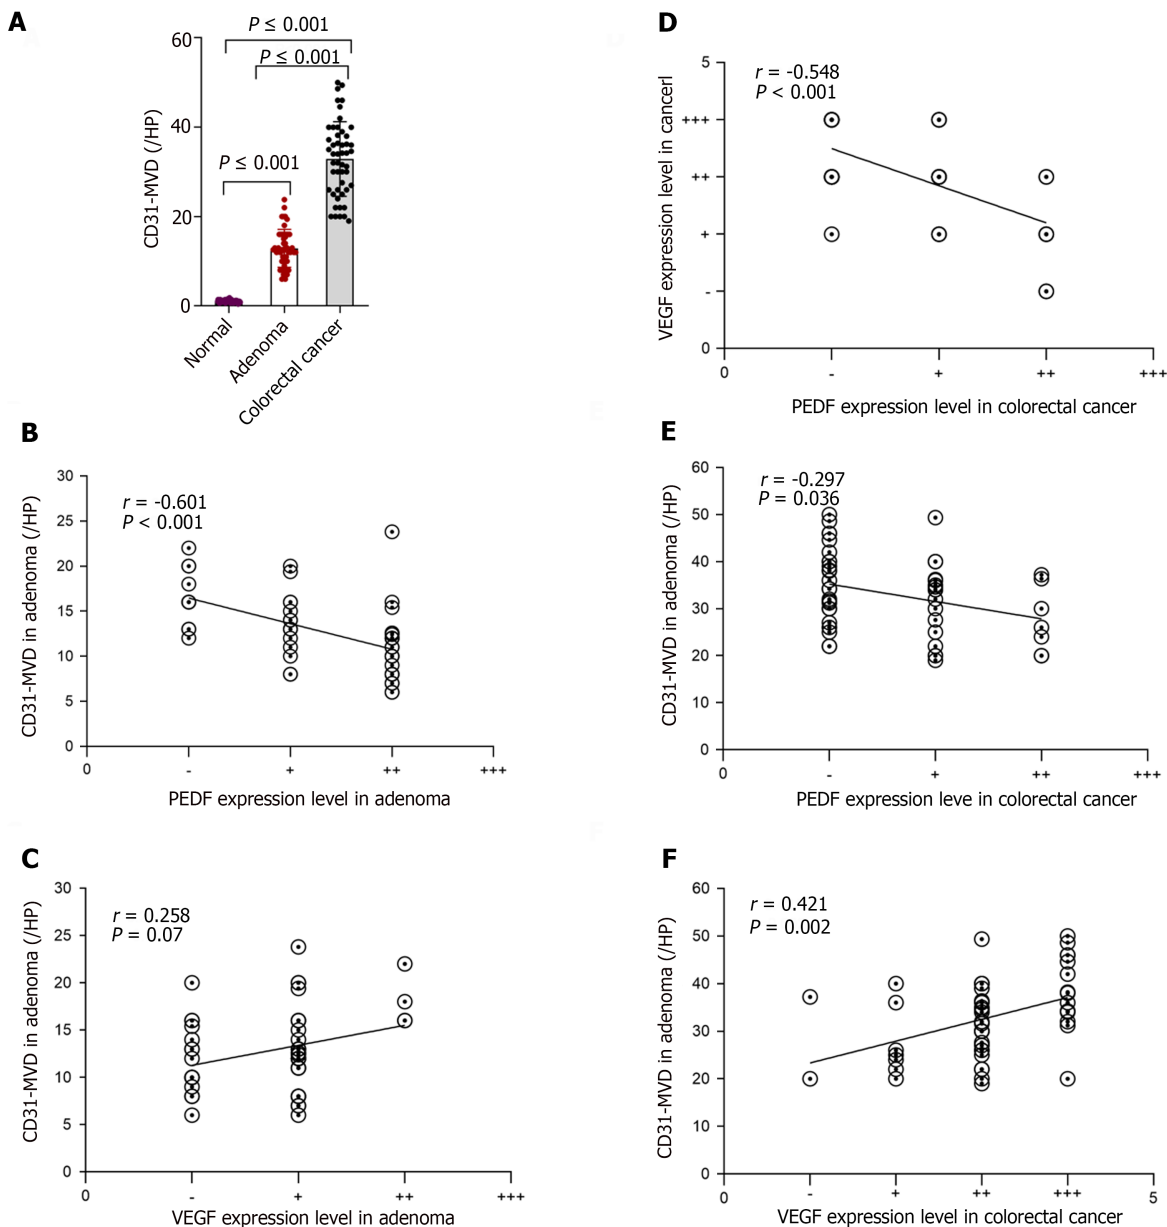 A
P ≤ 0.001
P ≤ 0.001
P ≤ 0.001
CD31-MVD (/HP)
60
40
20
0
Normal
Adenoma
Colorectal cancer
B
r = -0.601
P < 0.001
CD31-MVD in adenoma (/HP)
30
25
20
15
10
5
0
0 - + ++ +++
PEDF expression level in adenoma
C
r = 0.258
P = 0.07
CD31-MVD in adenoma (/HP)
30
25
20
15
10
5
0
0 - + ++ +++
VEGF expression level in adenoma
D
r = -0.548
P < 0.001
VEGF expression level in cancerl
5
+++
++
+
-
0
0 - + ++ +++
PEDF expression level in colorectal cancer
E
r = -0.297
P = 0.036
CD31-MVD in adenoma (/HP)
60
50
40
30
20
10
0
0 - + ++ +++
PEDF expression leve in colorectal cancer
F
r = 0.421
P = 0.002
CD31-MVD in adenoma (/HP)
60
50
40
30
20
10
0
0 - + ++ +++ 5
VEGF expression level in colorectal cancer